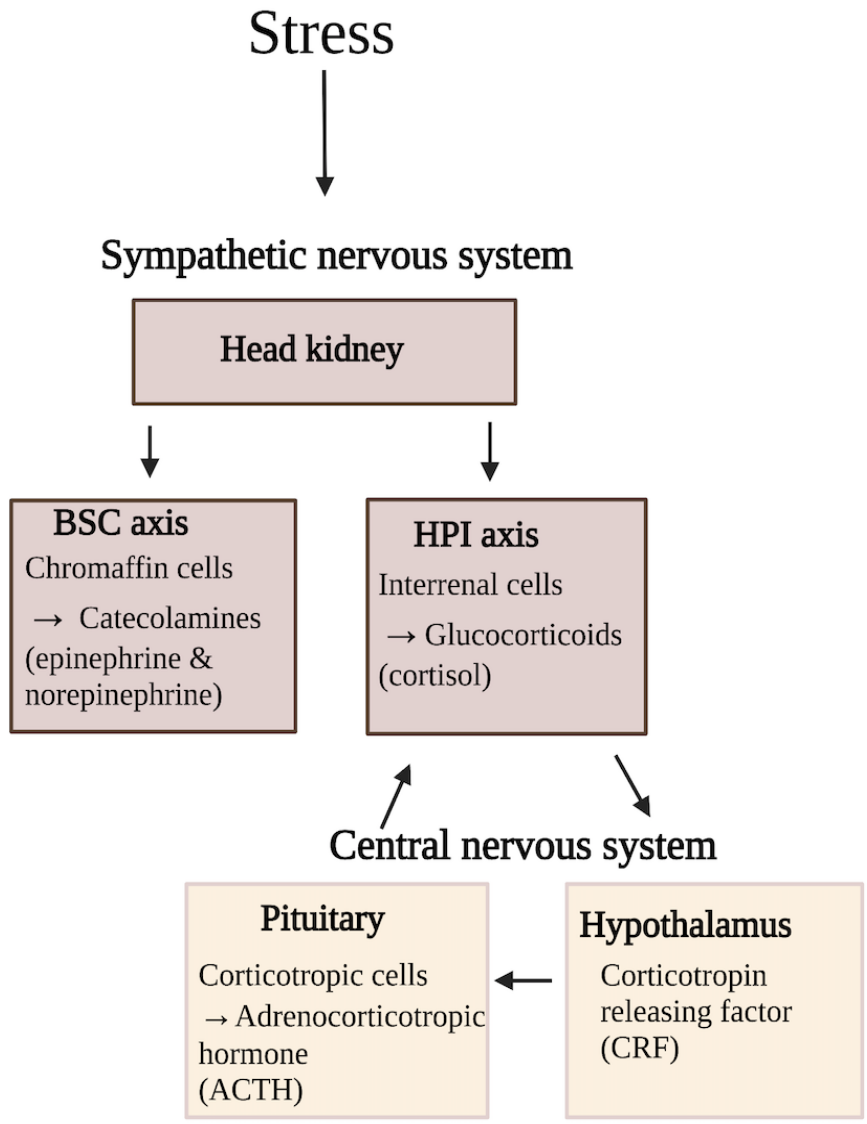 Stress
Sympathetic nervous system
Head kidney
BSC axis
Chromaffin cells
→ Catecolamines
(epinephrine &
norepinephrine)
HPI axis
Interrenal cells
→ Glucocorticoids
(cortisol)
Central nervous system
Pituitary
Corticotropic cells
→ Adrenocorticotropic
hormone
(ACTH)
Hypothalamus
Corticotropin
releasing factor
(CRF)